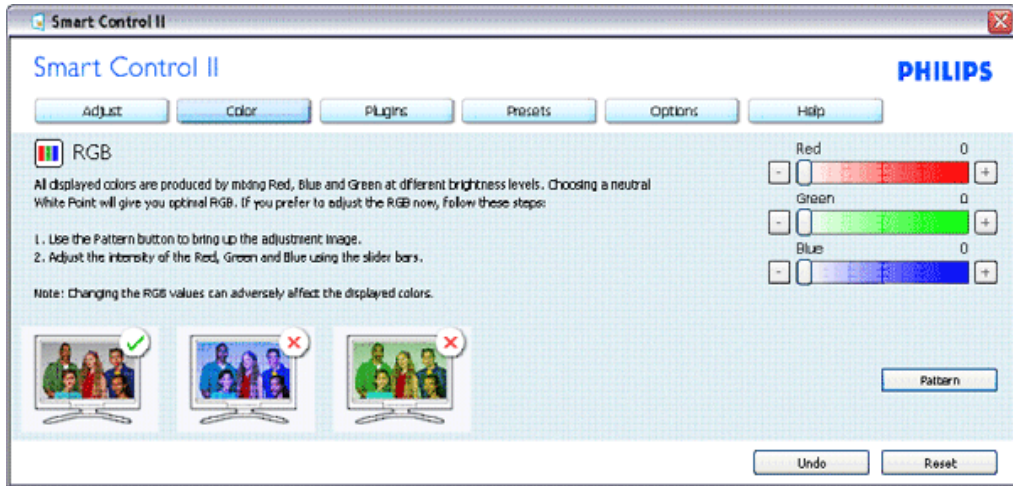 Smart Control II
Smart Control II
PHILIPS
Adjust Color Plugins Presets Options Help
RGB
All displayed colors are produced by mixing Red, Blue and Green at different brightness levels. Choosing a neutral
White Point will give you optimal RGB. If you prefer to adjust the RGB now, follow these steps:
1. Use the Pattern button to bring up the adjustment image.
2. Adjust the intensity of the Red, Green and Blue using the slider bars.
Note: Changing the RGB values can adversely affect the displayed colors.
Red 0
- +
Green 0
- +
Blue 0
- +
Pattern
Undo Reset